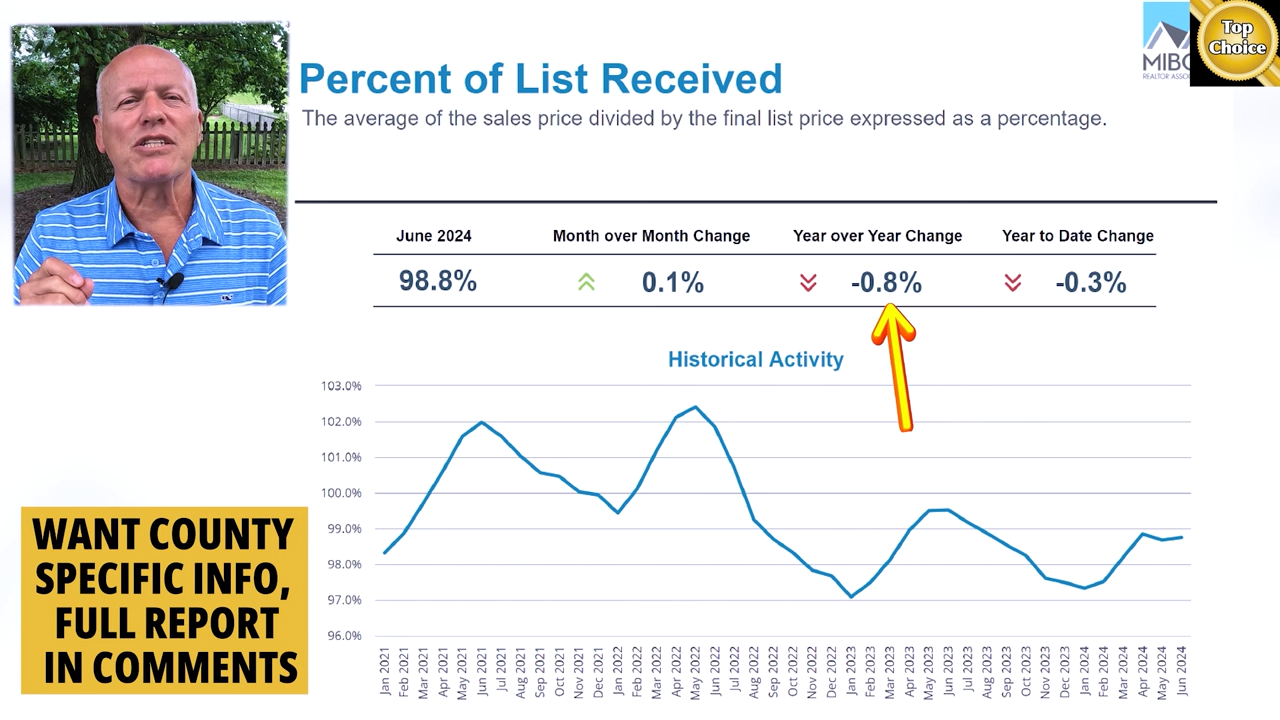 Percent of List Received
The average of the sales price divided by the final list price expressed as a percentage.
Top
Choice
June 2024
Month over Month Change
Year over Year Change
Year to Date Change
98.8%
0.1%
-0.8%
-0.3%
Historical Activity
103.0%
102.0%
101.0%
100.0%
99.0%
98.0%
97.0%
96.0%
Jan 2021
Feb 2021
Mar 2021
Apr 2021
May 2021
Jun 2021
Jul 2021
Aug 2021
Sep 2021
Oct 2021
Nov 2021
Dec 2021
Jan 2022
Feb 2022
Mar 2022
Apr 2022
May 2022
Jun 2022
Jul 2022
Aug 2022
Sep 2022
Oct 2022
Nov 2022
Dec 2022
Jan 2023
Feb 2023
Mar 2023
Apr 2023
May 2023
Jun 2023
Jul 2023
Aug 2023
Sep 2023
Oct 2023
Nov 2023
Dec 2023
Jan 2024
Feb 2024
Mar 2024
Apr 2024
May 2024
Jun 2024
WANT COUNTY
SPECIFIC INFO,
FULL REPORT
IN COMMENTS